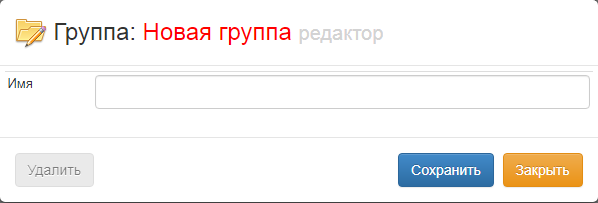 Группа: Новая группа редактор
Имя
Удалить Сохранить Закрыть